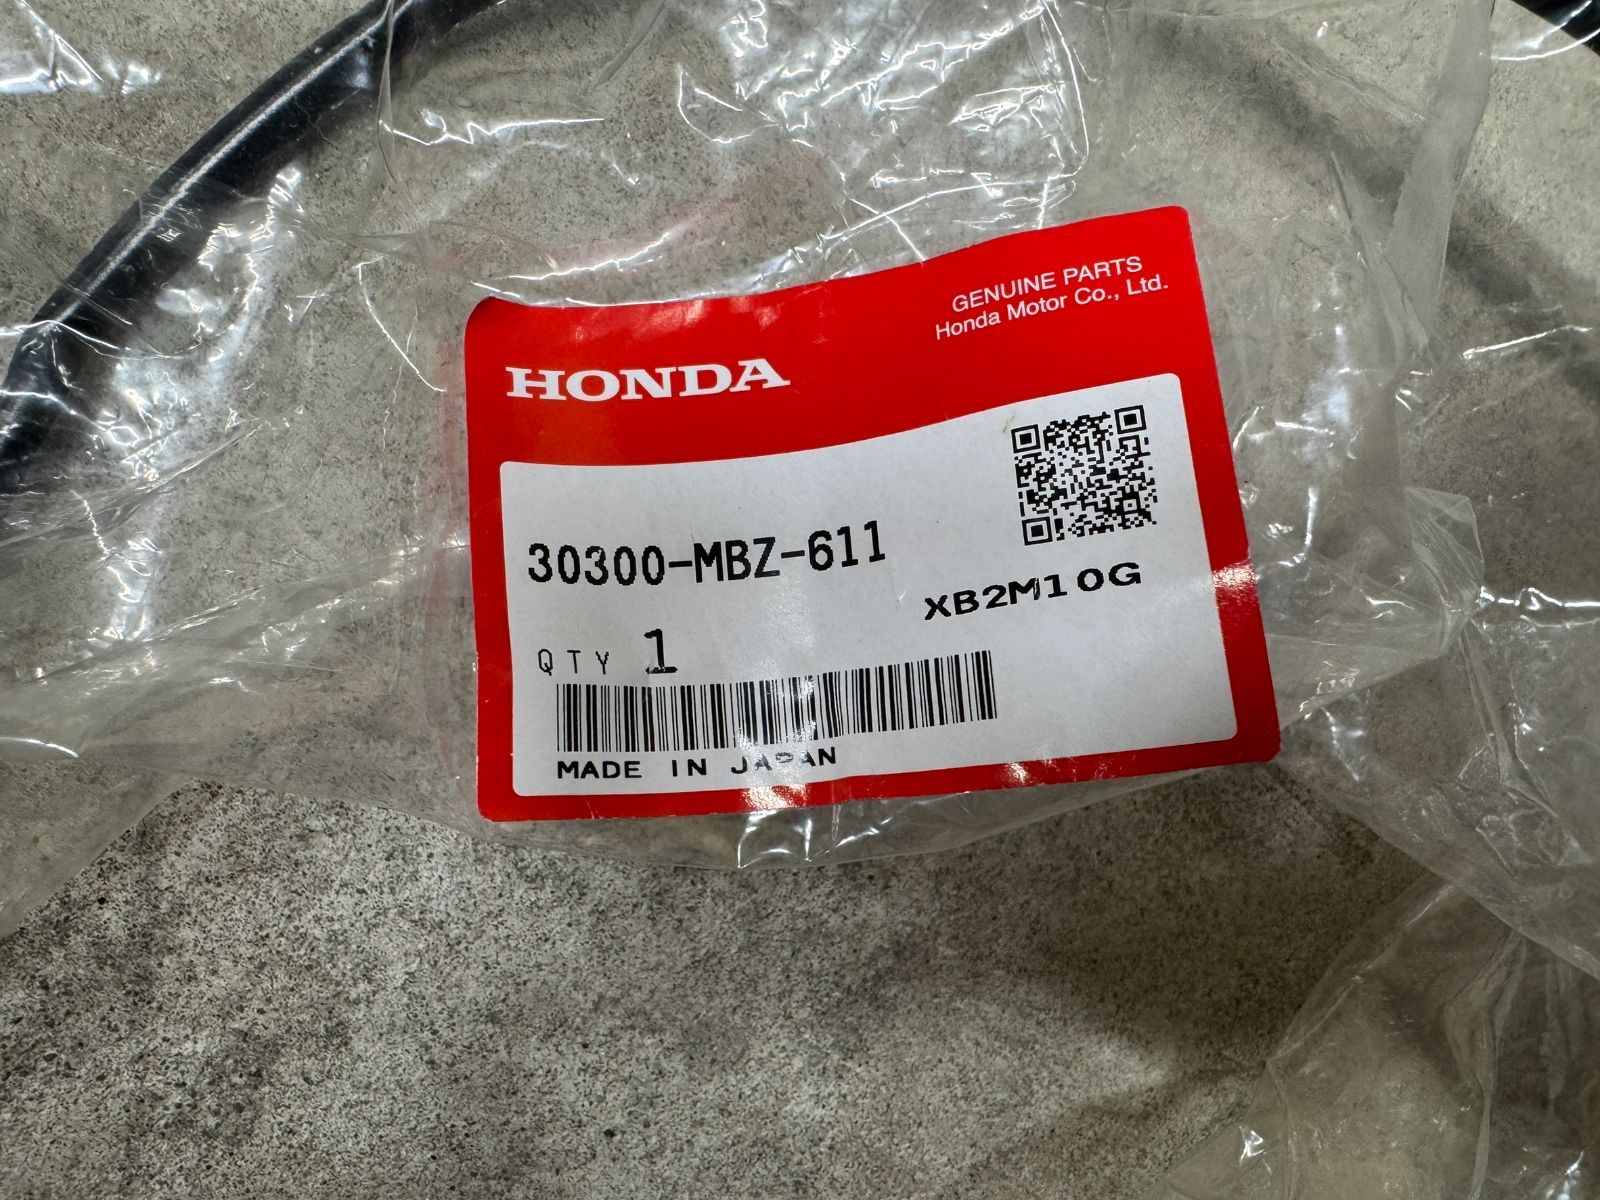 GENUINE PARTS
Honda Motor Co., Ltd.
HONDA
30300-MBZ-611
XB2M10G
QTY 1
MADE IN JAPAN